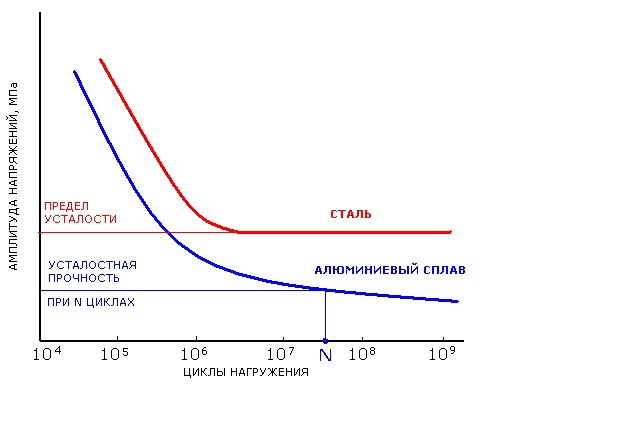 АМПЛИТУДА НАПРЯЖЕНИЙ, МПа
ПРЕДЕЛ
УСТАЛОСТИ
СТАЛЬ
УСТАЛОСТНАЯ
ПРОЧНОСТЬ
ПРИ N ЦИКЛАХ
АЛЮМИНИЕВЫЙ СПЛАВ
10⁴ 10⁵ 10⁶ 10⁷ N 10⁸ 10⁹
ЦИКЛЫ НАГРУЖЕНИЯ